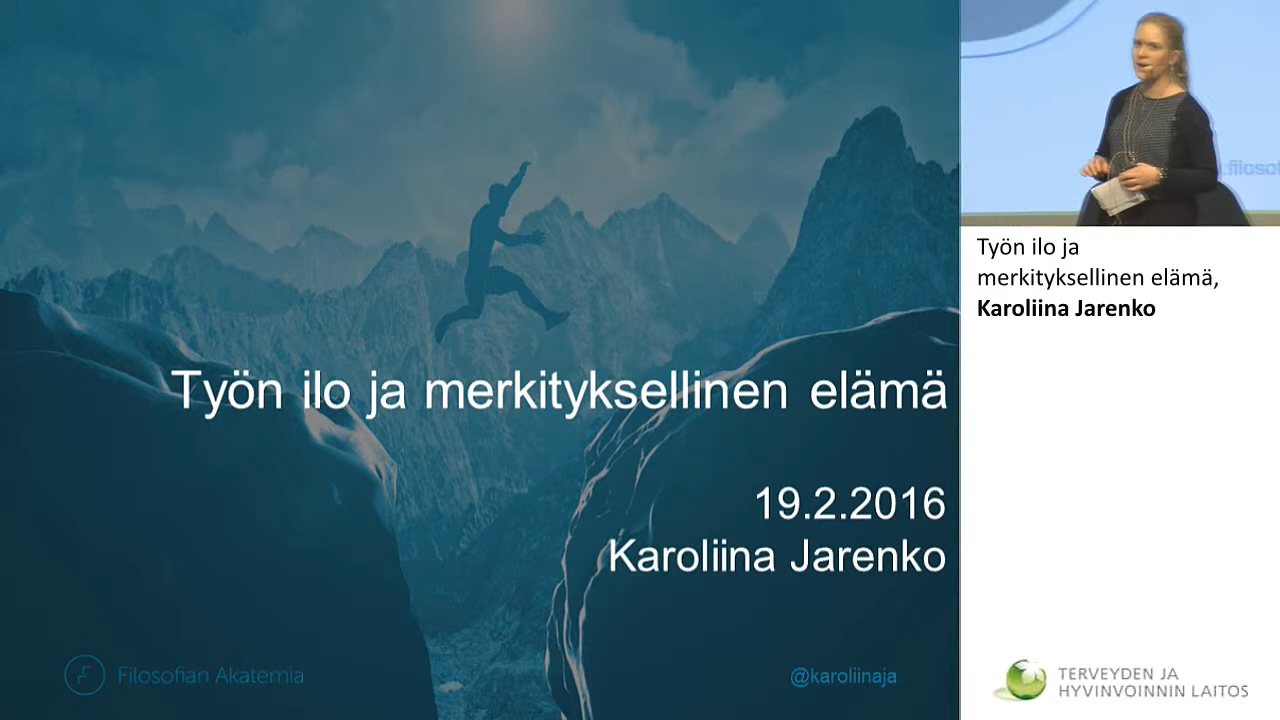 Työn ilo ja merkityksellinen elämä
19.2.2016
Karoliina Jarenko
Filosofian Akatemia
@karoliinaja
Työn ilo ja
merkityksellinen elämä,
Karoliina Jarenko
TERVEYDEN JA
HYVINVOINNIN LAITOS